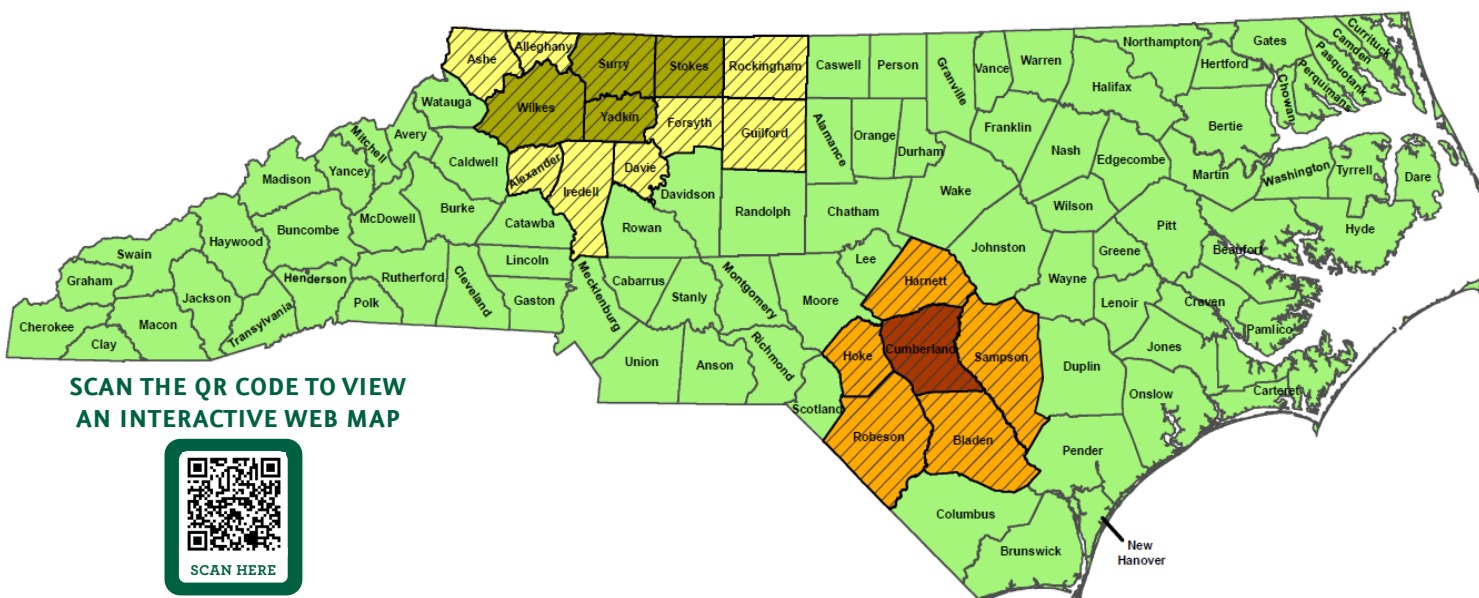 Ashe
Alleghany
Surry
Stokes
Rockingham
Caswell
Person
Granville
Vance
Warren
Northampton
Gates
Currituck
Camden
Pasquotank
Perquimans
Chowan
Hertford
Halifax
Watauga
Wilkes
Yadkin
Forsyth
Guilford
Alamance
Orange
Durham
Franklin
Nash
Edgecombe
Bertie
Martin
Washington
Tyrrell
Dare
Mitchell
Avery
Yancey
Madison
Caldwell
Alexander
Iredell
Davie
Davidson
Randolph
Chatham
Wake
Wilson
Pitt
Beaufort
Hyde
McDowell
Burke
Catawba
Rowan
Buncombe
Haywood
Swain
Graham
Cherokee
Clay
Macon
Jackson
Transylvania
Henderson
Polk
Rutherford
Cleveland
Lincoln
Gaston
Mecklenburg
Cabarrus
Stanly
Montgomery
Moore
Lee
Harnett
Johnston
Wayne
Greene
Lenoir
Craven
Pamlico
Jones
Carteret
Onslow
Duplin
Sampson
Cumberland
Hoke
Richmond
Anson
Union
Scotland
Robeson
Bladen
Pender
Columbus
Brunswick
New
Hanover
SCAN THE QR CODE TO VIEW
AN INTERACTIVE WEB MAP
SCAN HERE